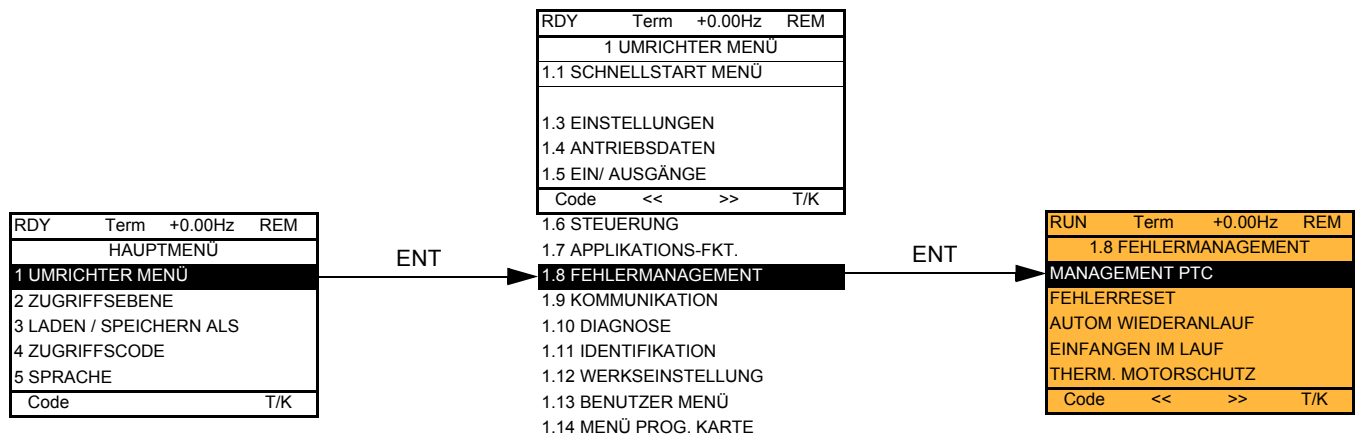 RDY Term +0.00Hz REM
HAUPTMENÜ
1 UMRICHTER MENÜ
2 ZUGRIFFSEBENE
3 LADEN / SPEICHERN ALS
4 ZUGRIFFSCODE
5 SPRACHE
Code T/K
ENT
RDY Term +0.00Hz REM
1 UMRICHTER MENÜ
1.1 SCHNELLSTART MENÜ
1.3 EINSTELLUNGEN
1.4 ANTRIEBSDATEN
1.5 EIN/ AUSGÄNGE
Code << >> T/K
1.6 STEUERUNG
1.7 APPLIKATIONS-FKT.
1.8 FEHLERMANAGEMENT
1.9 KOMMUNIKATION
1.10 DIAGNOSE
1.11 IDENTIFIKATION
1.12 WERKSEINSTELLUNG
1.13 BENUTZER MENÜ
1.14 MENÜ PROG. KARTE
ENT
RUN Term +0.00Hz REM
1.8 FEHLERMANAGEMENT
MANAGEMENT PTC
FEHLERRESET
AUTOM WIEDERANLAUF
EINFANGEN IM LAUF
THERM. MOTORSCHUTZ
Code << >> T/K